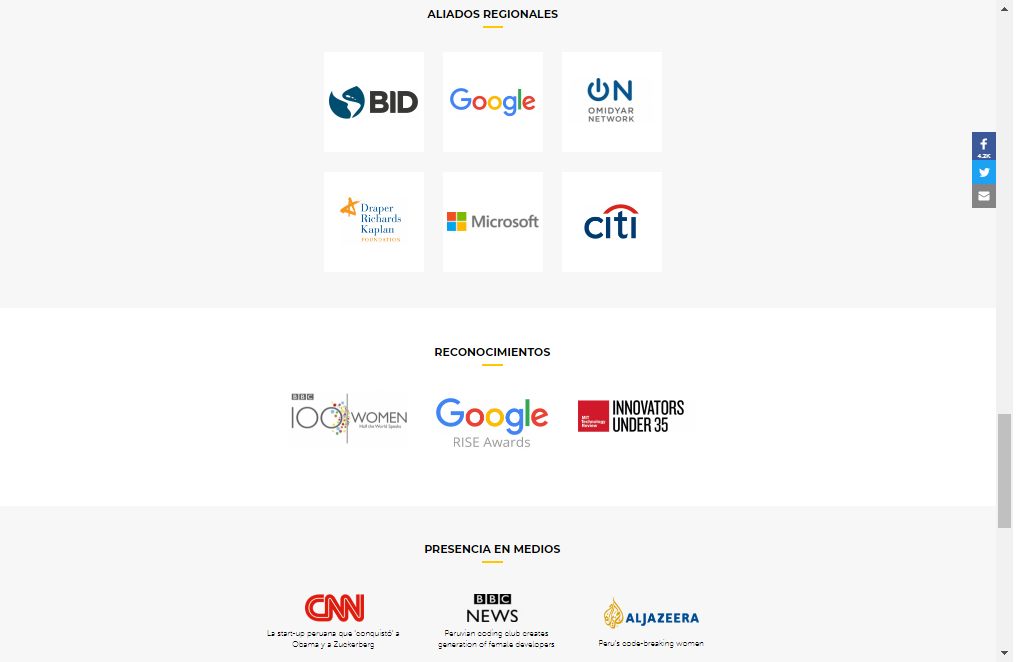 ALIADOS REGIONALES
BID
Google
ON
OMIDYAR
NETWORK
4.2K
Draper
Richards
Kaplan
FOUNDATION
Microsoft
citi
RECONOCIMIENTOS
BBC
100 WOMEN
Half the World Speaks
Google
RISE Awards
MIT
Technology
Review
INNOVATORS
UNDER 35
PRESENCIA EN MEDIOS
CNN
La start-up peruana que 'conquistó' a
Obama y a Zuckerberg
BBC
NEWS
Peruvian coding club creates
generation of female developers
ALJAZEERA
Peru's code-breaking women